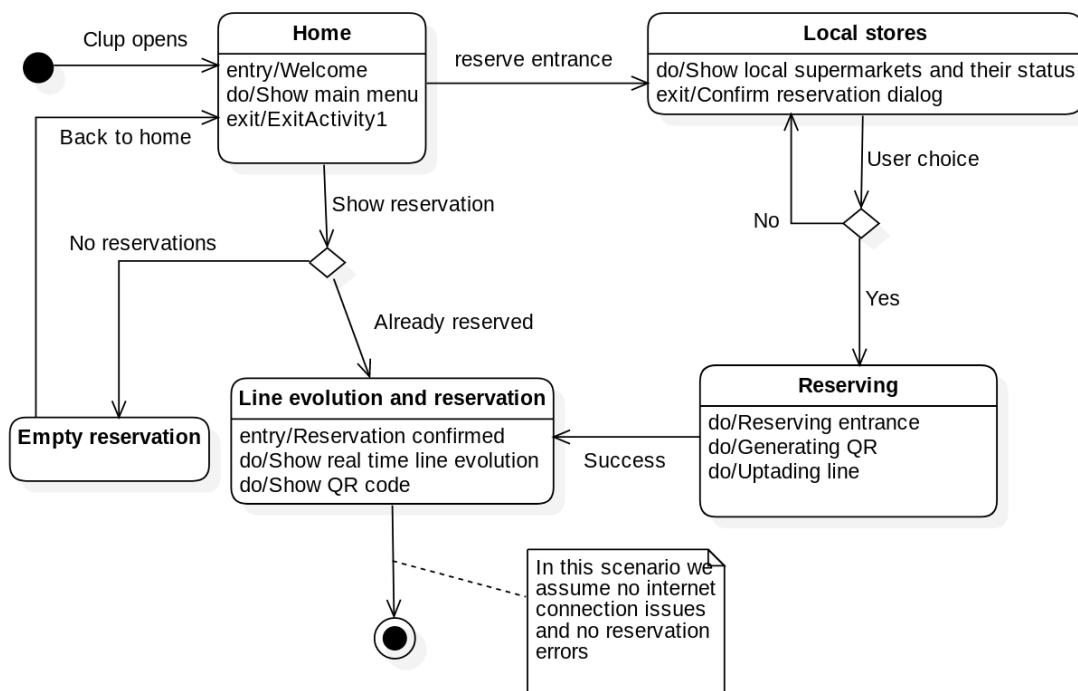 Clup opens
Home
entry/Welcome
do/Show main menu
exit/ExitActivity1
reserve entrance
Local stores
do/Show local supermarkets and their status
exit/Confirm reservation dialog
Back to home
User choice
Show reservation
No
No reservations
Yes
Already reserved
Line evolution and reservation
entry/Reservation confirmed
do/Show real time line evolution
do/Show QR code
Reserving
do/Reserving entrance
do/Generating QR
do/Uptading line
Empty reservation
Success
In this scenario we
assume no internet
connection issues
and no reservation
errors